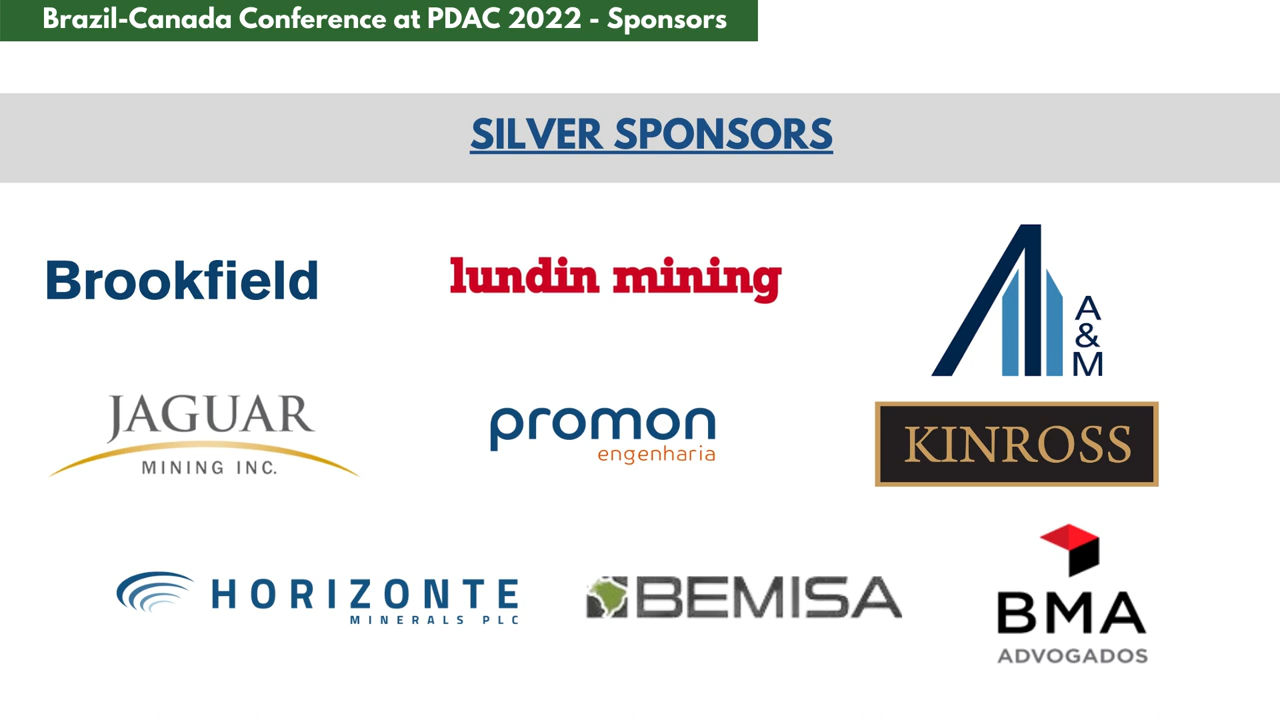 Brazil-Canada Conference at PDAC 2022 - Sponsors
SILVER SPONSORS
Brookfield
lundin mining
A
&
M
JAGUAR
MINING INC.
promon
engenharia
KINROSS
HORIZONTE
MINERALS PLC
BEMISA
BMA
ADVOGADOS